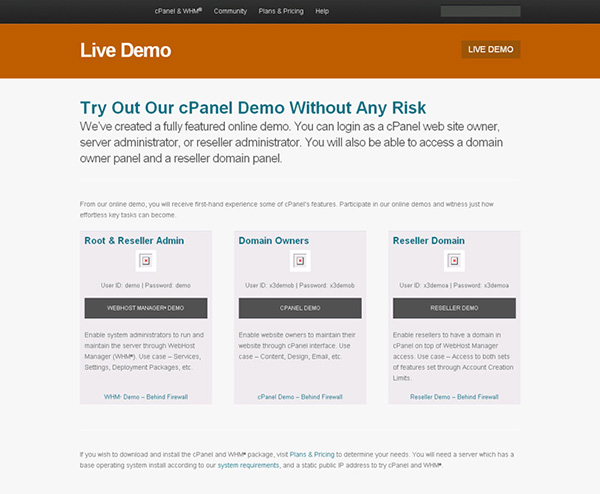 cPanel & WHM® Community Plans & Pricing Help
Live Demo
LIVE DEMO
Try Out Our cPanel Demo Without Any Risk
We've created a fully featured online demo. You can login as a cPanel web site owner,
server administrator, or reseller administrator. You will also be able to access a domain
owner panel and a reseller domain panel.
From our online demo, you will receive first-hand experience some of cPanel's features. Participate in our online demos and witness just how
effortless key tasks can become.
Root & Reseller Admin
User ID: demo | Password: demo
WEBHOST MANAGER® DEMO
Enable system administrators to run and
maintain the server through WebHost
Manager (WHM®). Use case – Services,
Settings, Deployment Packages, etc.
WHM® Demo – Behind Firewall
Domain Owners
User ID: x3demob | Password: x3demob
CPANEL DEMO
Enable website owners to maintain their
website through cPanel interface. Use
case – Content, Design, Email, etc.
cPanel Demo – Behind Firewall
Reseller Domain
User ID: x3demoa | Password: x3demoa
RESELLER DEMO
Enable resellers to have a domain in
cPanel on top of WebHost Manager
access. Use case – Access to both sets
of features set through Account Creation
Limits.
Reseller Demo – Behind Firewall
If you wish to download and install the cPanel and WHM® package, visit Plans & Pricing to determine your needs. You will need a server which has a
base operating system install according to our system requirements, and a static public IP address to try cPanel and WHM®.